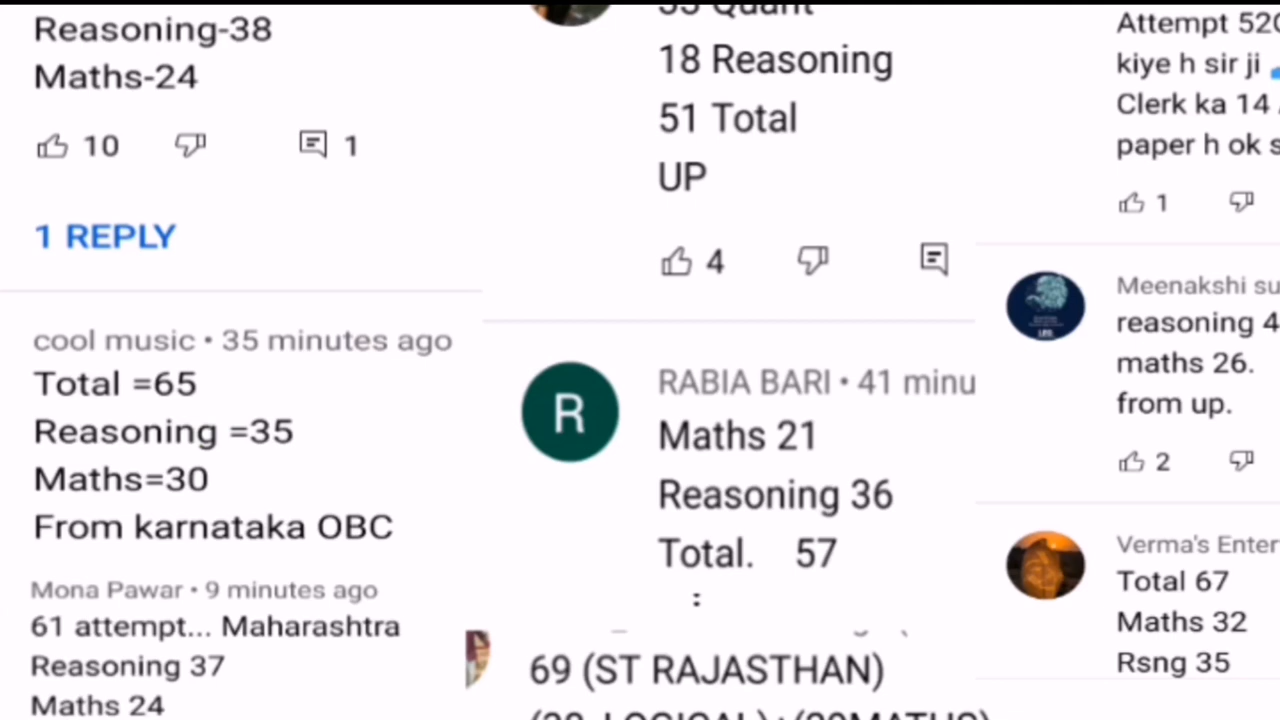 Reasoning-38
Maths-24
10
1
1 REPLY
cool music • 35 minutes ago
Total =65
Reasoning =35
Maths=30
From karnataka OBC
Mona Pawar • 9 minutes ago
61 attempt... Maharashtra
Reasoning 37
Maths 24
33 Quant
18 Reasoning
51 Total
UP
4
R
RABIA BARI • 41 minu
Maths 21
Reasoning 36
Total. 57
:
69 (ST RAJASTHAN)
Attempt 520
kiye h sir ji
Clerk ka 14
paper h ok s
1
Meenakshi su
reasoning 4
maths 26.
from up.
2
Verma's Enter
Total 67
Maths 32
Rsng 35